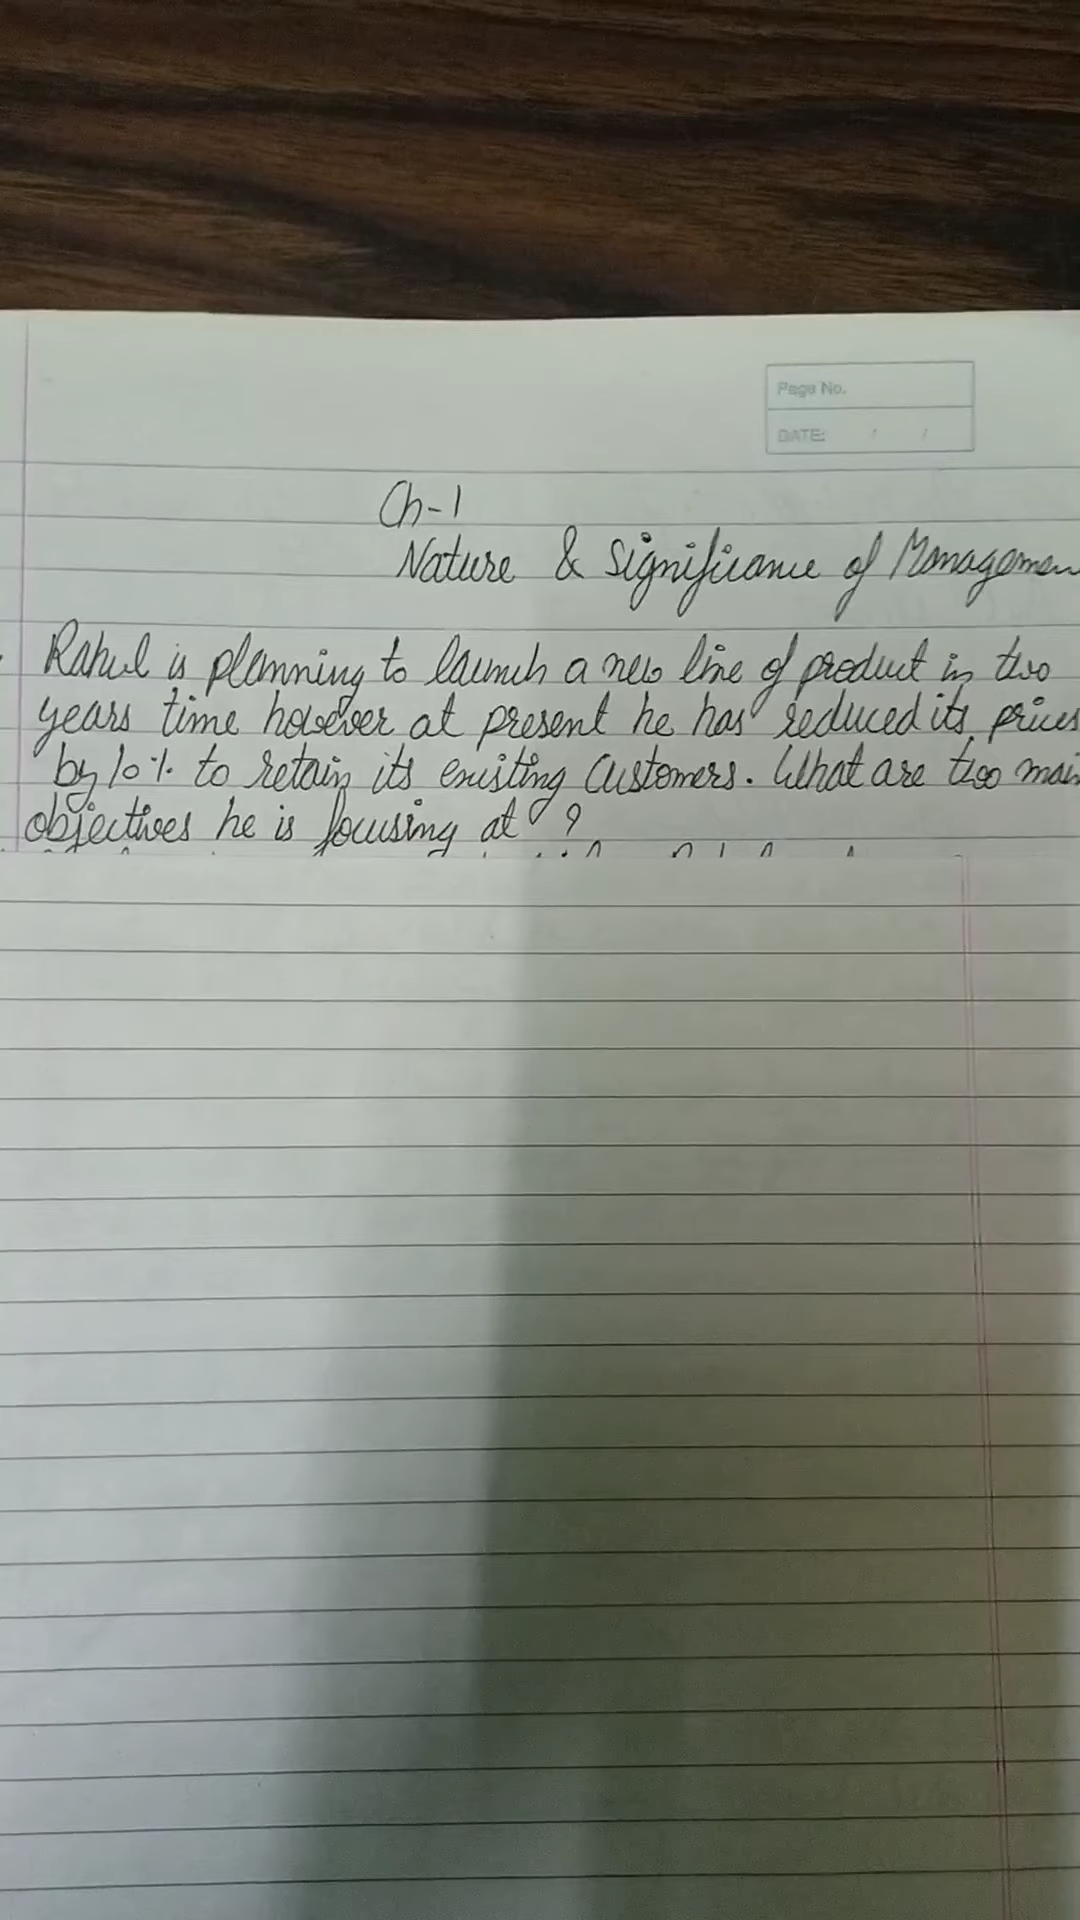 Page No.
DATE: / /
Ch-1
Nature & Significance of Managemen
Rahul is planning to launch a new line of product in two
years time however at present he has reduced its prices
by 10% to retain its existing Customers. What are two main
objectives he is focusing at ?